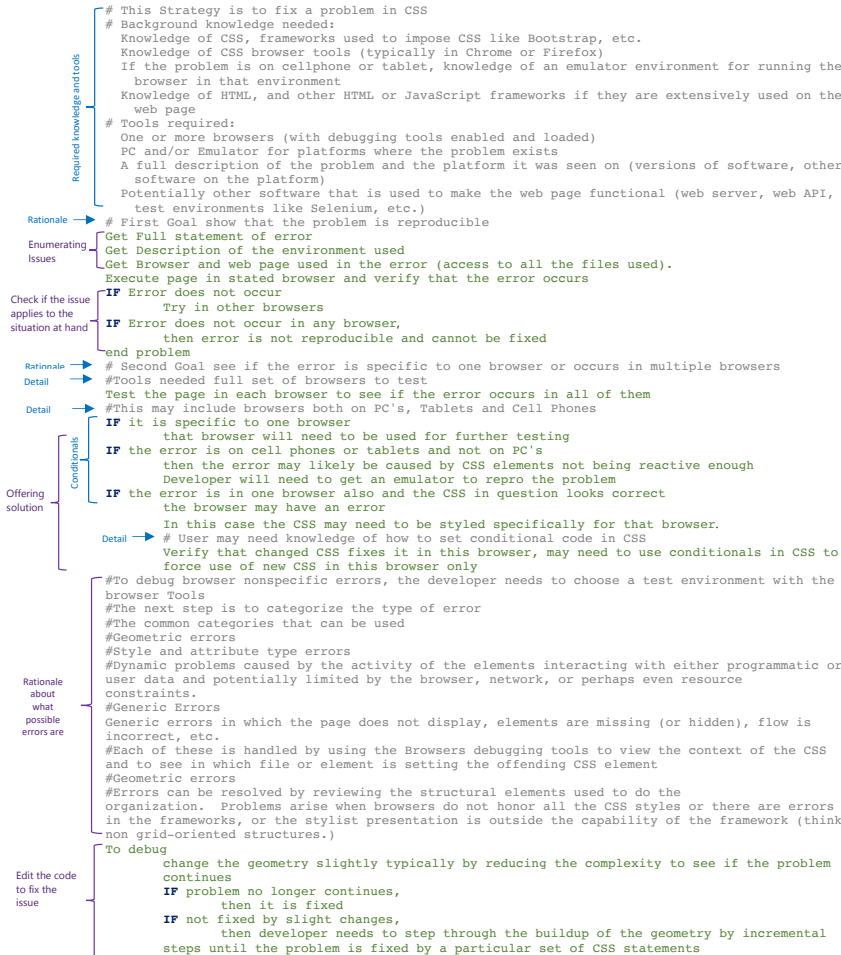 # This Strategy is to fix a problem in CSS
# Background knowledge needed:
Knowledge of CSS, frameworks used to impose CSS like Bootstrap, etc.
Knowledge of CSS browser tools (typically in Chrome or Firefox)
If the problem is on cellphone or tablet, knowledge of an emulator environment for running the
browser in that environment
Knowledge of HTML, and other HTML or JavaScript frameworks if they are extensively used on the
web page
# Tools required:
One or more browsers (with debugging tools enabled and loaded)
PC and/or Emulator for platforms where the problem exists
A full description of the problem and the platform it was seen on (versions of software, other
software on the platform)
Potentially other software that is used to make the web page functional (web server, web API,
test environments like Selenium, etc.)
Required knowledge and tools
Rationale
# First Goal show that the problem is reproducible
Enumerating
Issues
Get Full statement of error
Get Description of the environment used
Get Browser and web page used in the error (access to all the files used).
Execute page in stated browser and verify that the error occurs
Check if the issue
applies to the
situation at hand
IF Error does not occur
Try in other browsers
IF Error does not occur in any browser,
then error is not reproducible and cannot be fixed
end problem
Rationale
# Second Goal see if the error is specific to one browser or occurs in multiple browsers
Detail
#Tools needed full set of browsers to test
Test the page in each browser to see if the error occurs in all of them
Detail
#This may include browsers both on PC's, Tablets and Cell Phones
Offering
solution
Conditionals
IF it is specific to one browser
that browser will need to be used for further testing
IF the error is on cell phones or tablets and not on PC's
then the error may likely be caused by CSS elements not being reactive enough
Developer will need to get an emulator to repro the problem
IF the error is in one browser also and the CSS in question looks correct
the browser may have an error
In this case the CSS may need to be styled specifically for that browser.
Detail
# User may need knowledge of how to set conditional code in CSS
Verify that changed CSS fixes it in this browser, may need to use conditionals in CSS to
force use of new CSS in this browser only
Rationale
about
what
possible
errors are
#To debug browser nonspecific errors, the developer needs to choose a test environment with the
browser Tools
#The next step is to categorize the type of error
#The common categories that can be used
#Geometric errors
#Style and attribute type errors
#Dynamic problems caused by the activity of the elements interacting with either programmatic or
user data and potentially limited by the browser, network, or perhaps even resource
constraints.
#Generic Errors
Generic errors in which the page does not display, elements are missing (or hidden), flow is
incorrect, etc.
#Each of these is handled by using the Browsers debugging tools to view the context of the CSS
and to see in which file or element is setting the offending CSS element
#Geometric errors
#Errors can be resolved by reviewing the structural elements used to do the
organization. Problems arise when browsers do not honor all the CSS styles or there are errors
in the frameworks, or the stylist presentation is outside the capability of the framework (think
non grid-oriented structures.)
Edit the code
to fix the
issue
To debug
change the geometry slightly typically by reducing the complexity to see if the problem
continues
IF problem no longer continues,
then it is fixed
IF not fixed by slight changes,
then developer needs to step through the buildup of the geometry by incremental
steps until the problem is fixed by a particular set of CSS statements